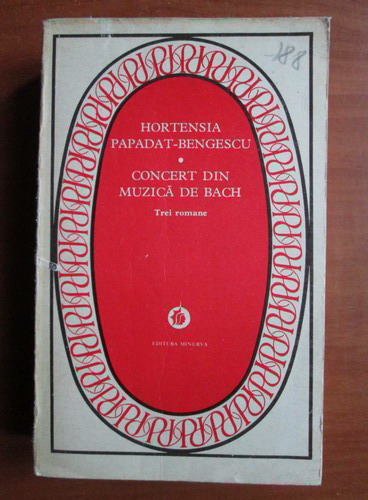 188
HORTENSIA
PAPADAT-BENGESCU
•
CONCERT DIN
MUZICĂ DE BACH
Trei romane
EDITURA MINERVA